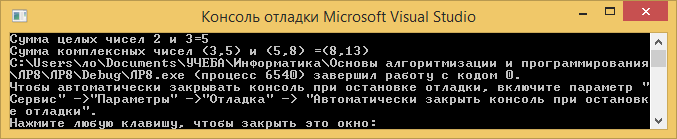 Консоль отладки Microsoft Visual Studio
Сумма целых чисел 2 и 3=5
Сумма комплексных чисел (3,5) и (5,8) =(8,13)
C:\Users\ло\Documents\УЧЕБА\Информатика\Основы алгоритмизации и программирования
\ЛР8\ЛР8\Debug\ЛР8.exe (процесс 6540) завершил работу с кодом 0.
Чтобы автоматически закрывать консоль при остановке отладки, включите параметр "
Сервис" ->"Параметры" ->"Отладка" -> "Автоматически закрыть консоль при остановк
е отладки".
Нажмите любую клавишу, чтобы закрыть это окно: